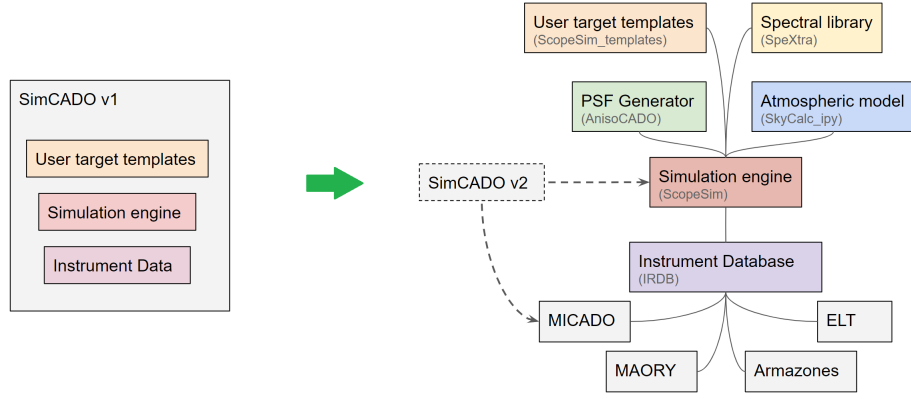 SimCADO v1
User target templates
Simulation engine
Instrument Data
User target templates
(ScopeSim_templates)
Spectral library
(SpeXtra)
PSF Generator
(AnisoCADO)
Atmospheric model
(SkyCalc_ipy)
SimCADO v2
Simulation engine
(ScopeSim)
Instrument Database
(IRDB)
MICADO
ELT
MAORY
Armazones